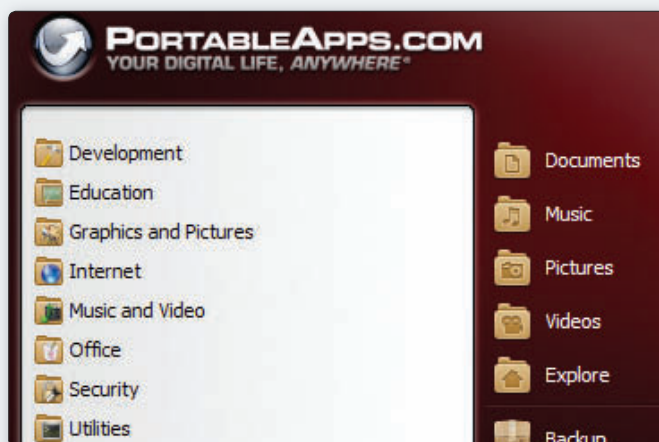 PORTABLEAPPS.COM
YOUR DIGITAL LIFE, ANYWHERE®
Development
Education
Graphics and Pictures
Internet
Music and Video
Office
Security
Utilities
Documents
Music
Pictures
Videos
Explore
Backup